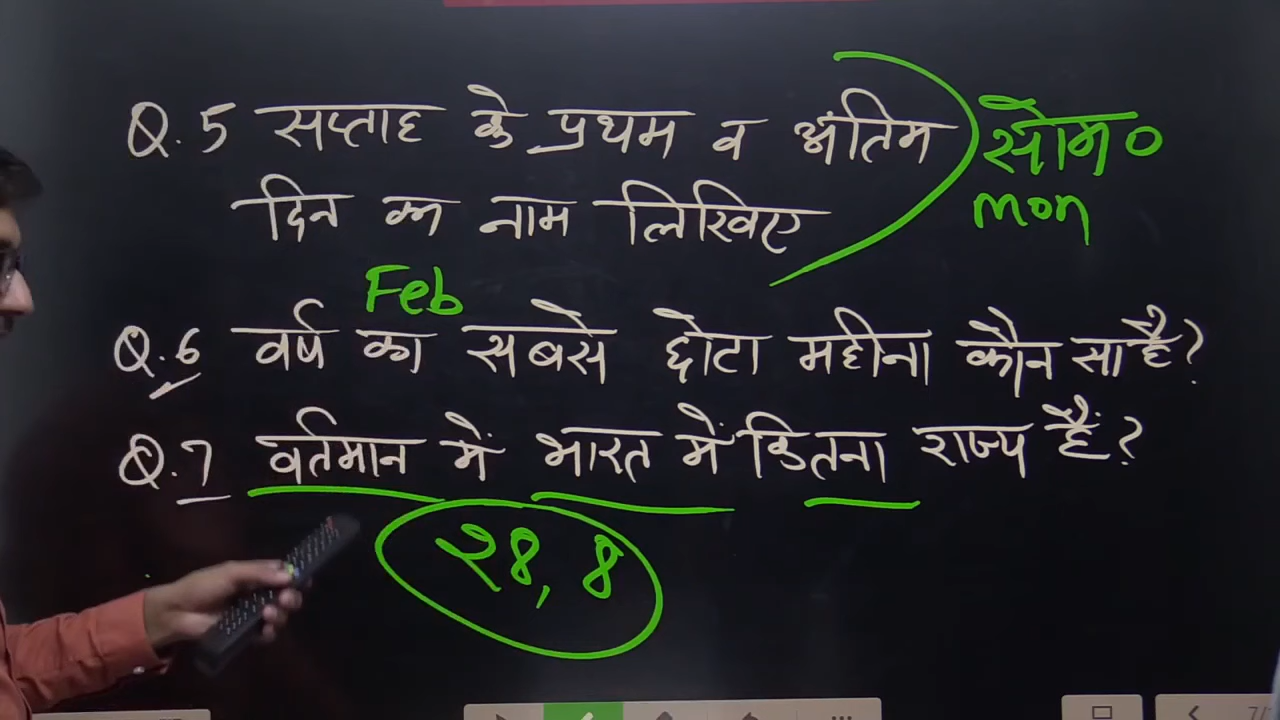 Q.5 सप्ताह के प्रथम व अंतिम
सोम०
दिन का नाम लिखिए
mon
Feb
Q.6 वर्ष का सबसे छोटा महीना कौन सा है?
Q.7 वर्तमान में भारत में कितना राज्य हैं?
२8, 8